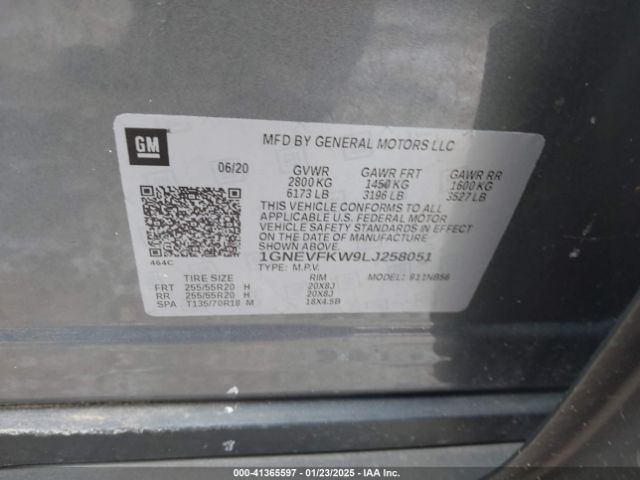 GM
MFD BY GENERAL MOTORS LLC
06/20 GVWR GAWR FRT GAWR RR
2800 KG 1450 KG 1600 KG
6173 LB 3196 LB 3527 LB
THIS VEHICLE CONFORMS TO ALL
APPLICABLE U.S. FEDERAL MOTOR
VEHICLE SAFETY STANDARDS IN EFFECT
ON THE DATE OF MANUFACTURE
SHOWN ABOVE.
464C 1GNEVFKW9LJ258051
TYPE: M.P.V. 911NBS6
TIRE SIZE RIM
FRT 255/55R20 H 20X8J
RR 255/55R20 H 20X8J
SPA T135/70R18 M 18X4.5B
000-41365597 - 01/23/2025 - IAA Inc.